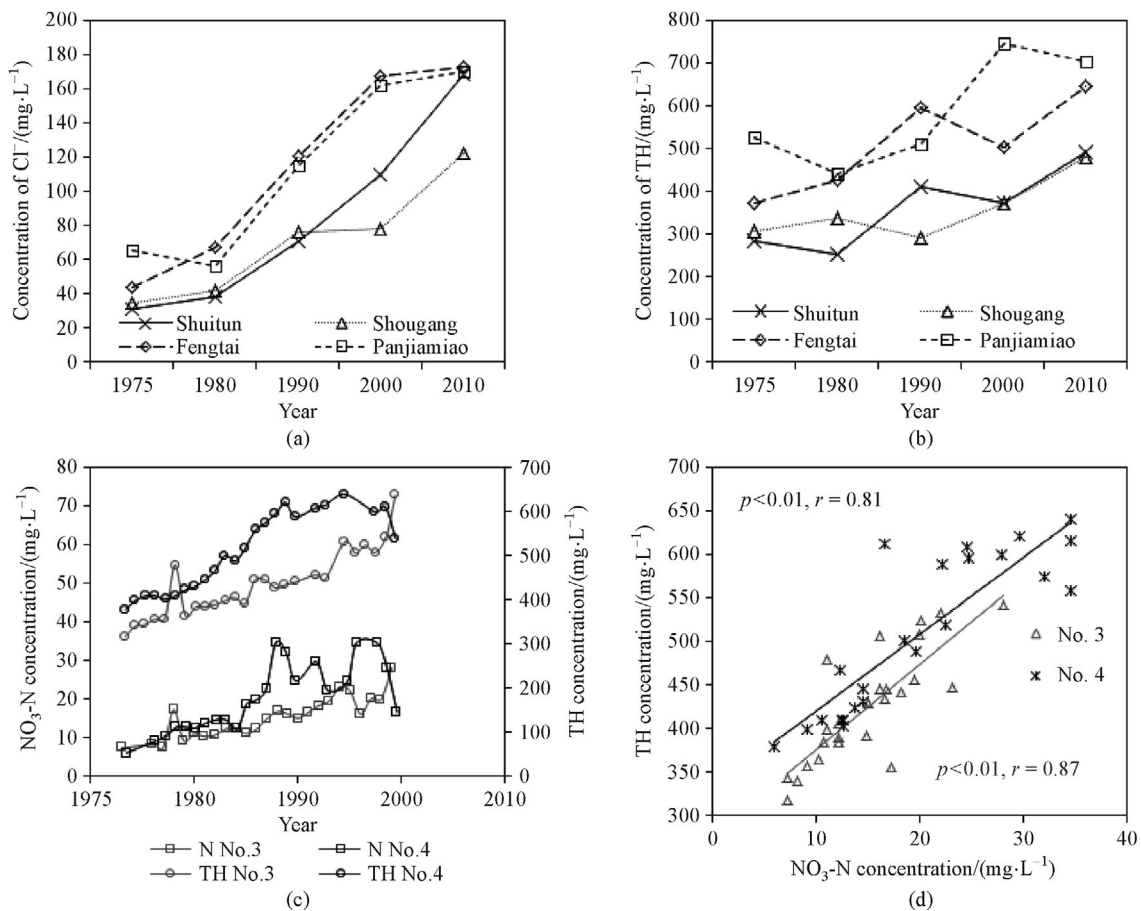 200
180
160
140
120
100
80
60
40
20
0
Concentration of Cl⁻/(mg·L⁻¹)
Shuitun
Shougang
Fengtai
Panjiamiao
1975 1980 1990 2000 2010
Year
(a)
800
700
600
500
400
300
200
100
0
Concentration of TH/(mg·L⁻¹)
Shuitun
Shougang
Fengtai
Panjiamiao
1975 1980 1990 2000 2010
Year
(b)
80
70
60
50
40
30
20
10
0
NO₃-N concentration/(mg·L⁻¹)
700
600
500
400
300
200
100
0
TH concentration/(mg·L⁻¹)
1975 1980 1990 2000 2010
Year
N No.3
N No.4
TH No.3
TH No.4
(c)
700
650
600
550
500
450
400
350
300
TH concentration/(mg·L⁻¹)
p<0.01, r = 0.81
No. 3
No. 4
p<0.01, r = 0.87
0 10 20 30 40
NO₃-N concentration/(mg·L⁻¹)
(d)